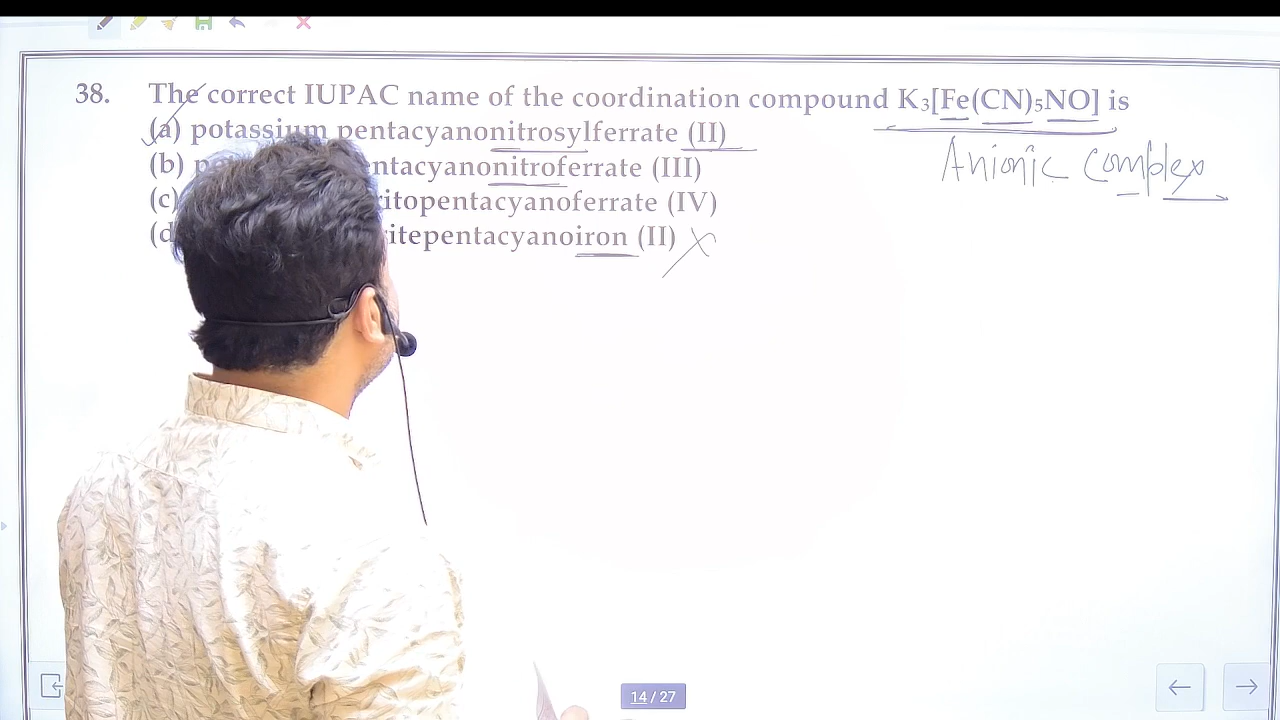 38. The correct IUPAC name of the coordination compound K₃[Fe(CN)₅NO] is
(a) potassium pentacyanonitrosylferrate (II)
Anionic Complex
(b) entacyanonitroferrate (III)
(c) itopentacyanoferrate (IV)
(d itepentacyanoiron (II)
14 / 27